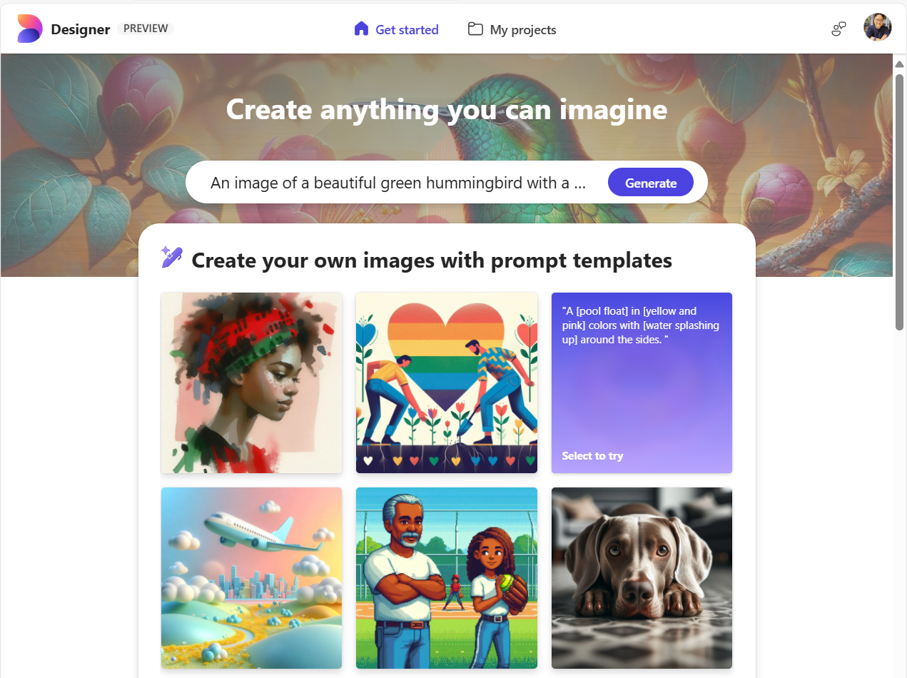 Designer PREVIEW
Get started
My projects
Create anything you can imagine
An image of a beautiful green hummingbird with a ...
Generate
Create your own images with prompt templates
"A [pool float] in [yellow and
pink] colors with [water splashing
up] around the sides. "
Select to try